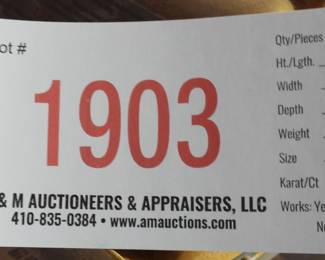 ot #
1903
& M AUCTIONEERS & APPRAISERS, LLC
410-835-0384 • www.amauctions.com
Qty/Pieces
Ht./Lgth.
Width
Depth
Weight
Size
Karat/Ct
Works: Ye
No